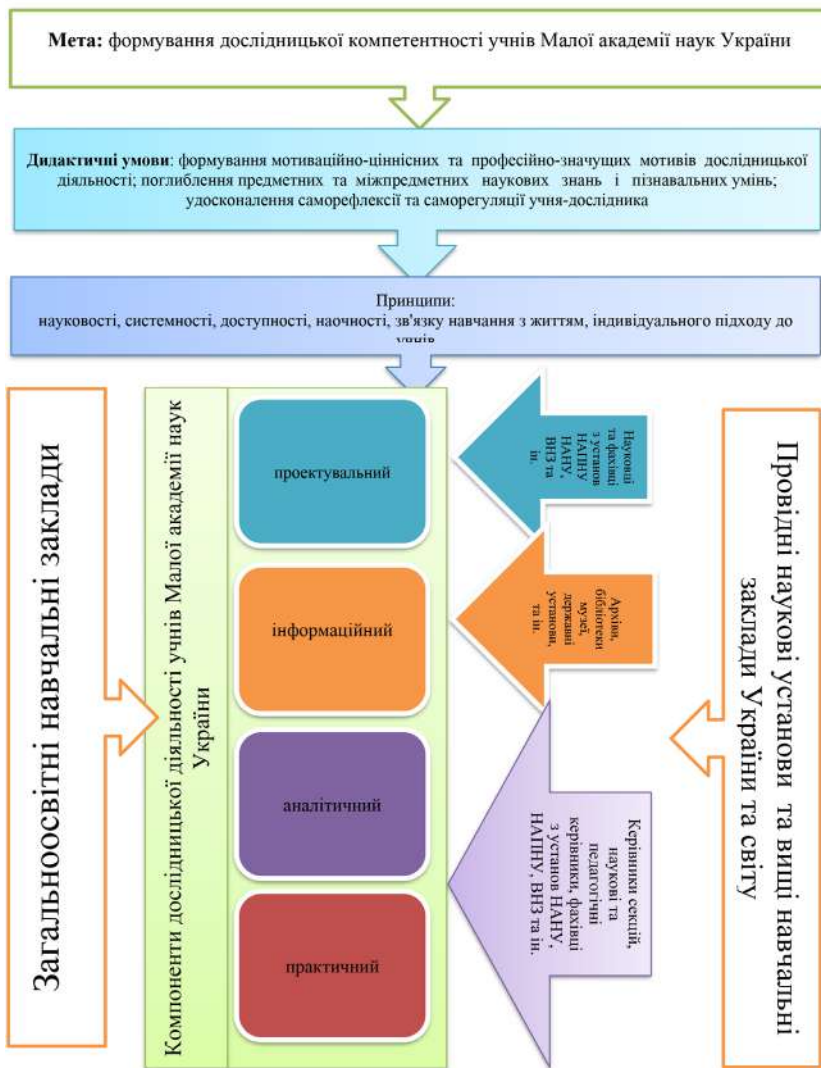 Мета: формування дослідницької компетентності учнів Малої академії наук України
Дидактичні умови: формування мотиваційно-ціннісних та професійно-значущих мотивів дослідницької
діяльності; поглиблення предметних та міжпредметних наукових знань і пізнавальних умінь;
удосконалення саморефлексії та саморегуляції учня-дослідника
Принципи:
науковості, системності, доступності, наочності, зв'язку навчання з життям, індивідуального підходу до
учнів
Загальноосвітні навчальні заклади
Компоненти дослідницької діяльності учнів Малої академії наук
України
проектувальний
інформаційний
аналітичний
практичний
Науковці
та фахівці
з установ
НАПНУ
НАНУ,
ВНЗ та
ін.
Архіви,
бібліотеки
музеї,
державні
установи,
та ін.
Керівники секцій,
наукові та
педагогічні
керівники, фахівці
з установ НАНУ,
НАПНУ, ВНЗ та ін.
Провідні наукові установи та вищі навчальні
заклади України та світу